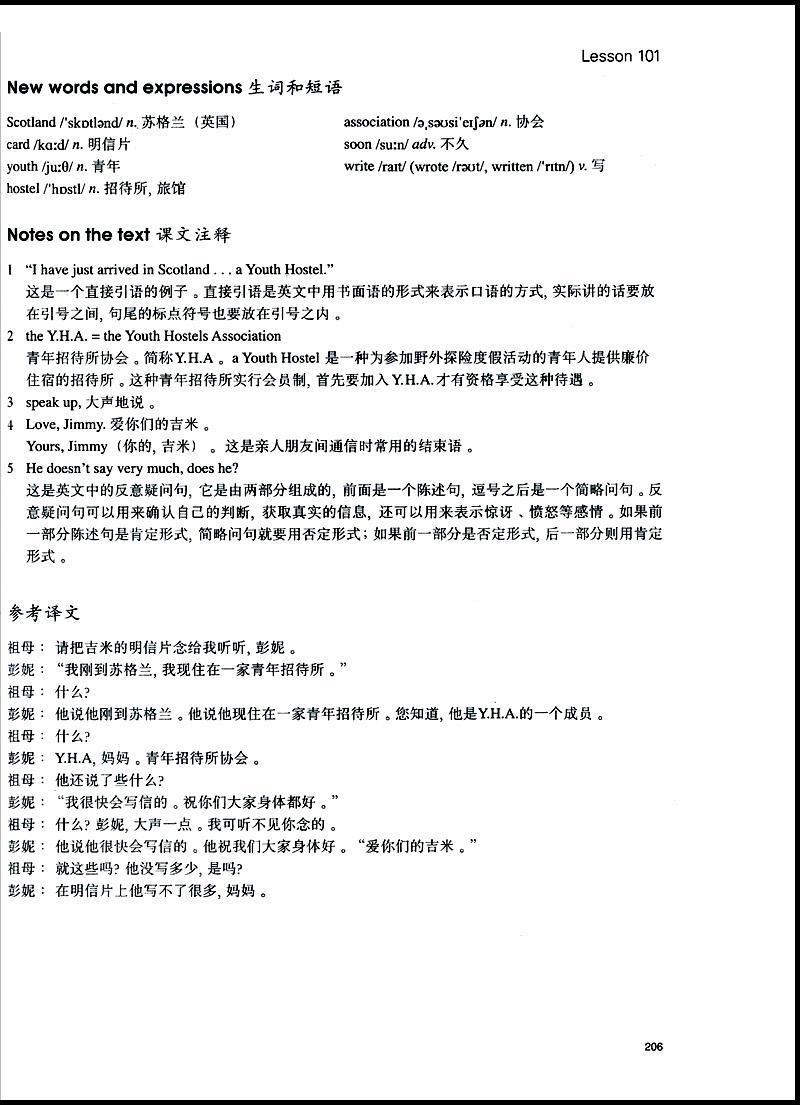 Lesson 101
New words and expressions 生词和短语
Scotland /'skɒtlənd/ n. 苏格兰（英国）
card /kɑːd/ n. 明信片
youth /juːθ/ n. 青年
hostel /'hɒstl/ n. 招待所, 旅馆
association /əˌsəʊsi'eɪʃən/ n. 协会
soon /suːn/ adv. 不久
write /raɪt/ (wrote /rəʊt/, written /'rɪtn/) v. 写
Notes on the text 课文注释
1 “I have just arrived in Scotland . . . a Youth Hostel.”
这是一个直接引语的例子。直接引语是英文中用书面语的形式来表示口语的方式, 实际讲的话要放
在引号之间, 句尾的标点符号也要放在引号之内。
2 the Y.H.A. = the Youth Hostels Association
青年招待所协会。简称Y.H.A。a Youth Hostel 是一种为参加野外探险度假活动的青年人提供廉价
住宿的招待所。这种青年招待所实行会员制, 首先要加入Y.H.A.才有资格享受这种待遇。
3 speak up, 大声地说。
4 Love, Jimmy. 爱你们的吉米。
Yours, Jimmy（你的, 吉米）。这是亲人朋友间通信时常用的结束语。
5 He doesn't say very much, does he?
这是英文中的反意疑问句, 它是由两部分组成的, 前面是一个陈述句, 逗号之后是一个简略问句。反
意疑问句可以用来确认自己的判断, 获取真实的信息, 还可以用来表示惊讶、愤怒等感情。如果前
一部分陈述句是肯定形式, 简略问句就要用否定形式; 如果前一部分是否定形式, 后一部分则用肯定
形式。
参考译文
祖母： 请把吉米的明信片念给我听听, 彭妮。
彭妮： “我刚到苏格兰, 我现住在一家青年招待所。”
祖母： 什么?
彭妮： 他说他刚到苏格兰。他说他现住在一家青年招待所。您知道, 他是Y.H.A.的一个成员。
祖母： 什么?
彭妮： Y.H.A, 妈妈。青年招待所协会。
祖母： 他还说了些什么?
彭妮： “我很快会写信的。祝你们大家身体都好。”
祖母： 什么? 彭妮, 大声一点。我可听不见你念的。
彭妮： 他说他很快会写信的。他祝我们大家身体好。“爱你们的吉米。”
祖母： 就这些吗? 他没写多少, 是吗?
彭妮： 在明信片上他写不了很多, 妈妈。
206